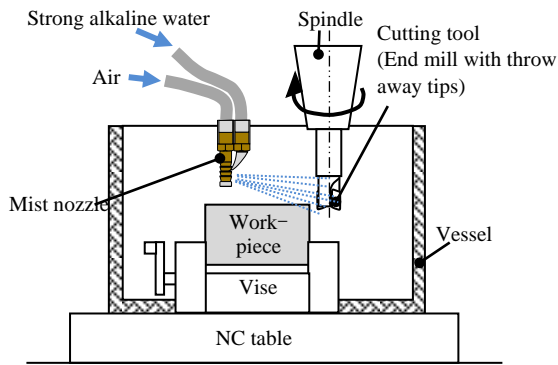 Strong alkaline water
Air
Spindle
Cutting tool
(End mill with throw
away tips)
Mist nozzle
Work−
piece
Vessel
Vise
NC table